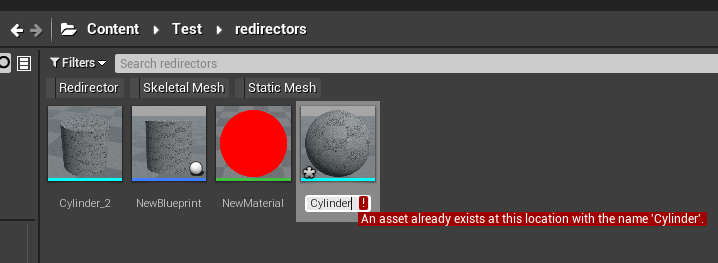 Content Test redirectors
Filters Search redirectors
Redirector Skeletal Mesh Static Mesh
Cylinder_2 NewBlueprint NewMaterial Cylinder !
An asset already exists at this location with the name 'Cylinder'.